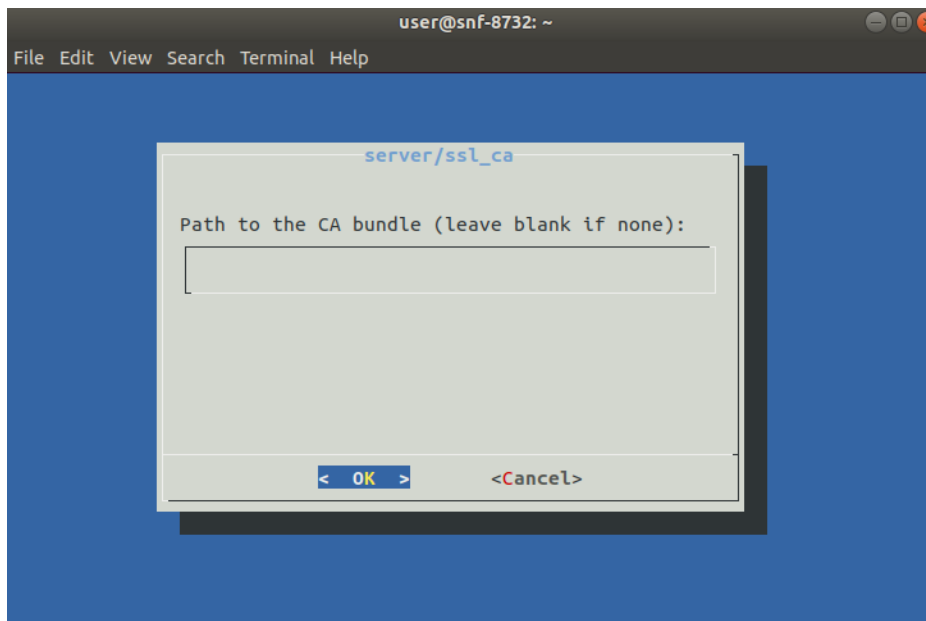 user@snf-8732: ~
File Edit View Search Terminal Help
server/ssl_ca
Path to the CA bundle (leave blank if none):
< OK > <Cancel>